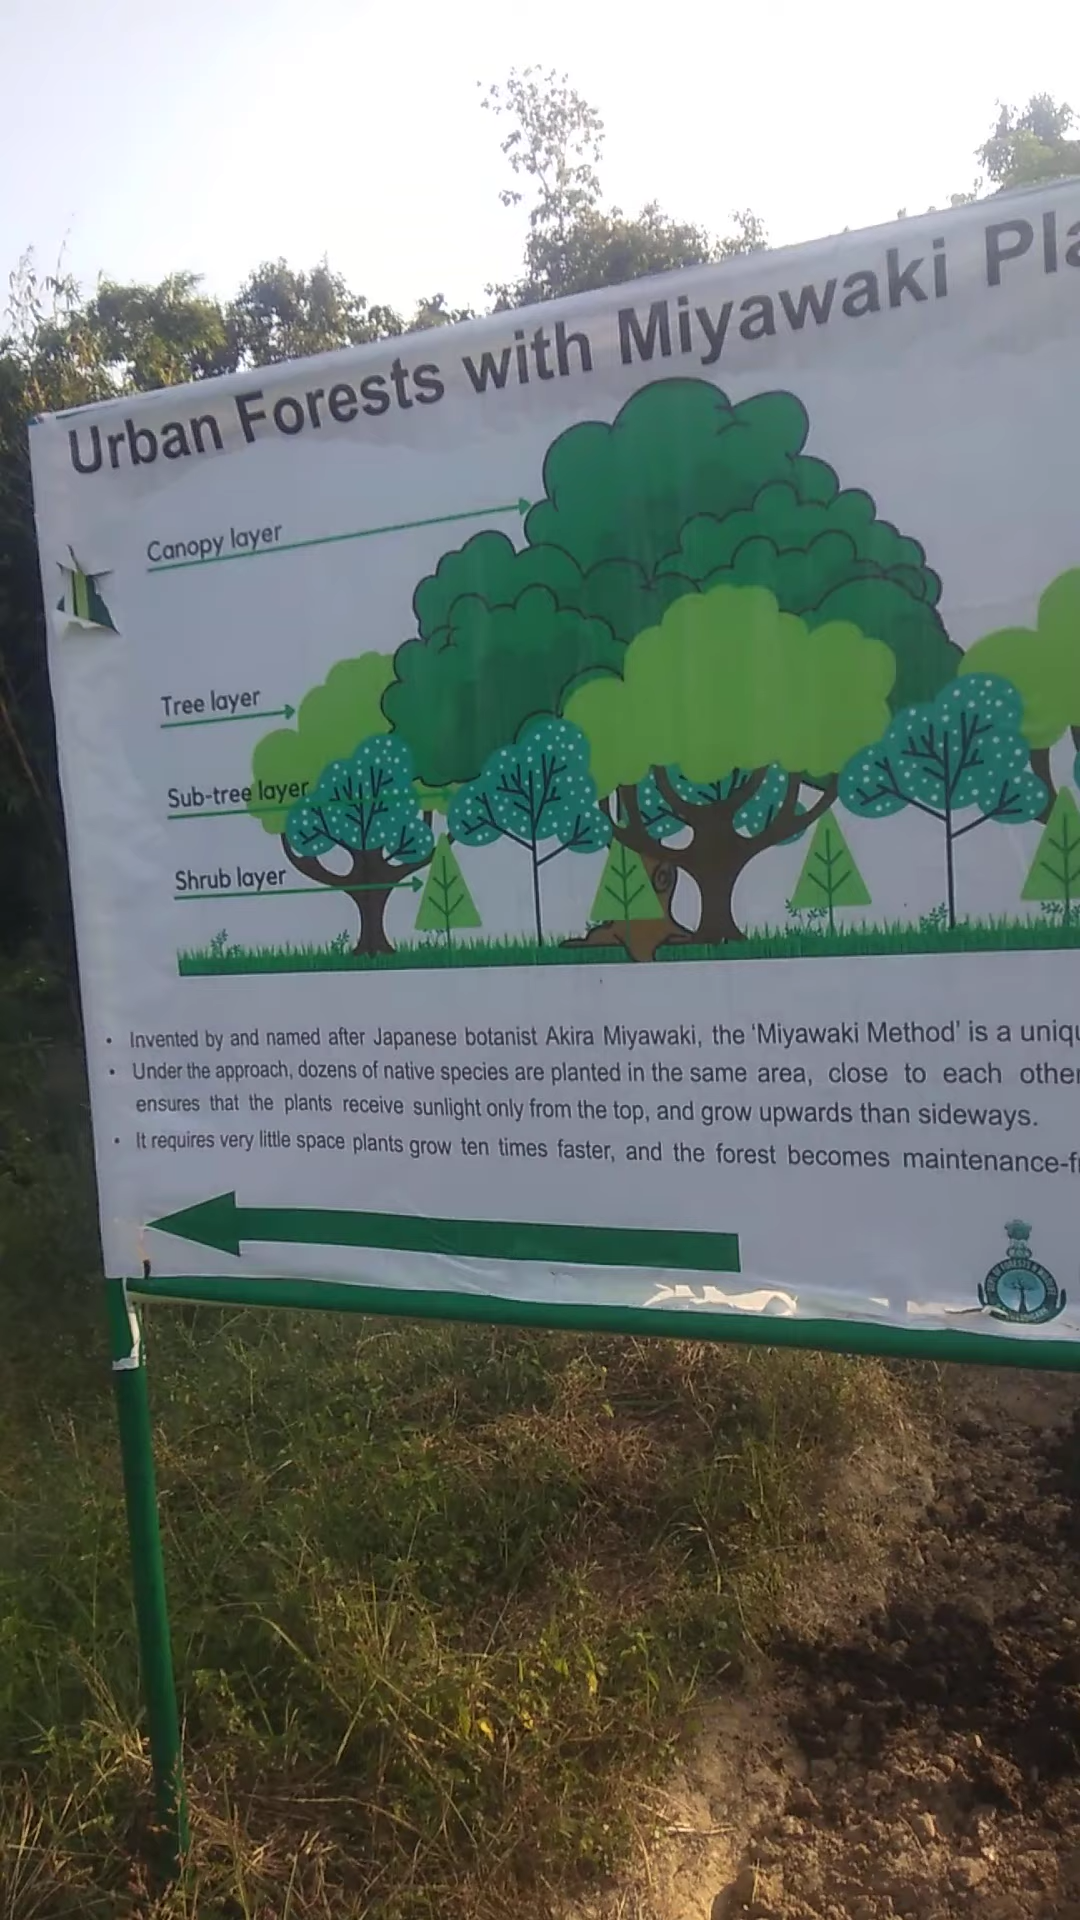 Urban Forests with Miyawaki Pla
Canopy layer
Tree layer
Sub-tree layer
Shrub layer
• Invented by and named after Japanese botanist Akira Miyawaki, the 'Miyawaki Method' is a uniqu
• Under the approach, dozens of native species are planted in the same area, close to each other
ensures that the plants receive sunlight only from the top, and grow upwards than sideways.
• It requires very little space plants grow ten times faster, and the forest becomes maintenance-fr